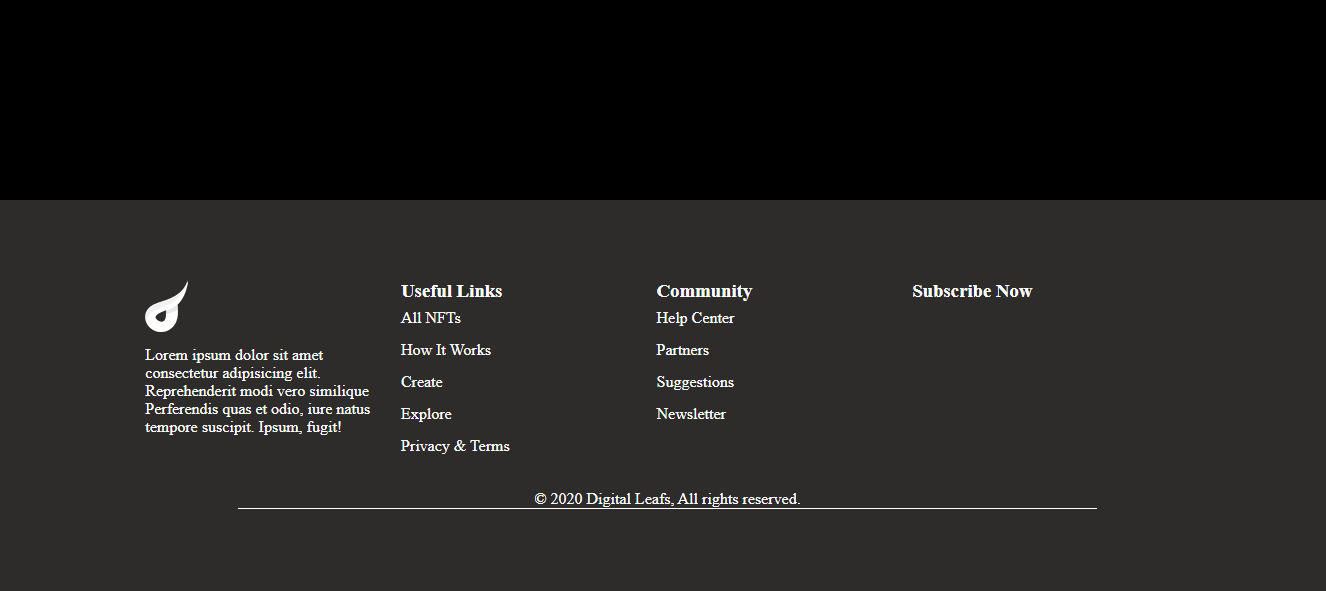 Lorem ipsum dolor sit amet
consectetur adipisicing elit.
Reprehenderit modi vero similique
Perferendis quas et odio, iure natus
tempore suscipit. Ipsum, fugit!
Useful Links
All NFTs
How It Works
Create
Explore
Privacy & Terms
Community
Help Center
Partners
Suggestions
Newsletter
Subscribe Now
© 2020 Digital Leafs, All rights reserved.